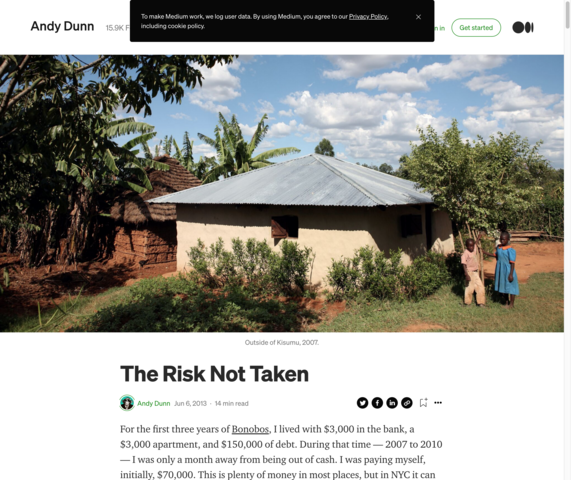 To make Medium work, we log user data. By using Medium, you agree to our Privacy Policy,
including cookie policy.
Andy Dunn
15.9K F
n in
Get started
Outside of Kisumu, 2007.
The Risk Not Taken
Andy Dunn Jun 6, 2013 · 14 min read
For the first three years of Bonobos, I lived with $3,000 in the bank, a
$3,000 apartment, and $150,000 of debt. During that time — 2007 to 2010
— I was only a month away from being out of cash. I was paying myself,
initially, $70,000. This is plenty of money in most places, but in NYC it can